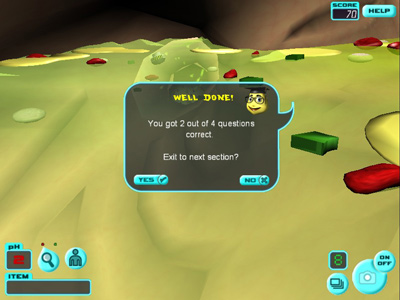 SCORE
70
HELP
WELL DONE!
You got 2 out of 4 questions
correct.
Exit to next section?
YES
NO
pH
2
ITEM
8
ON
OFF